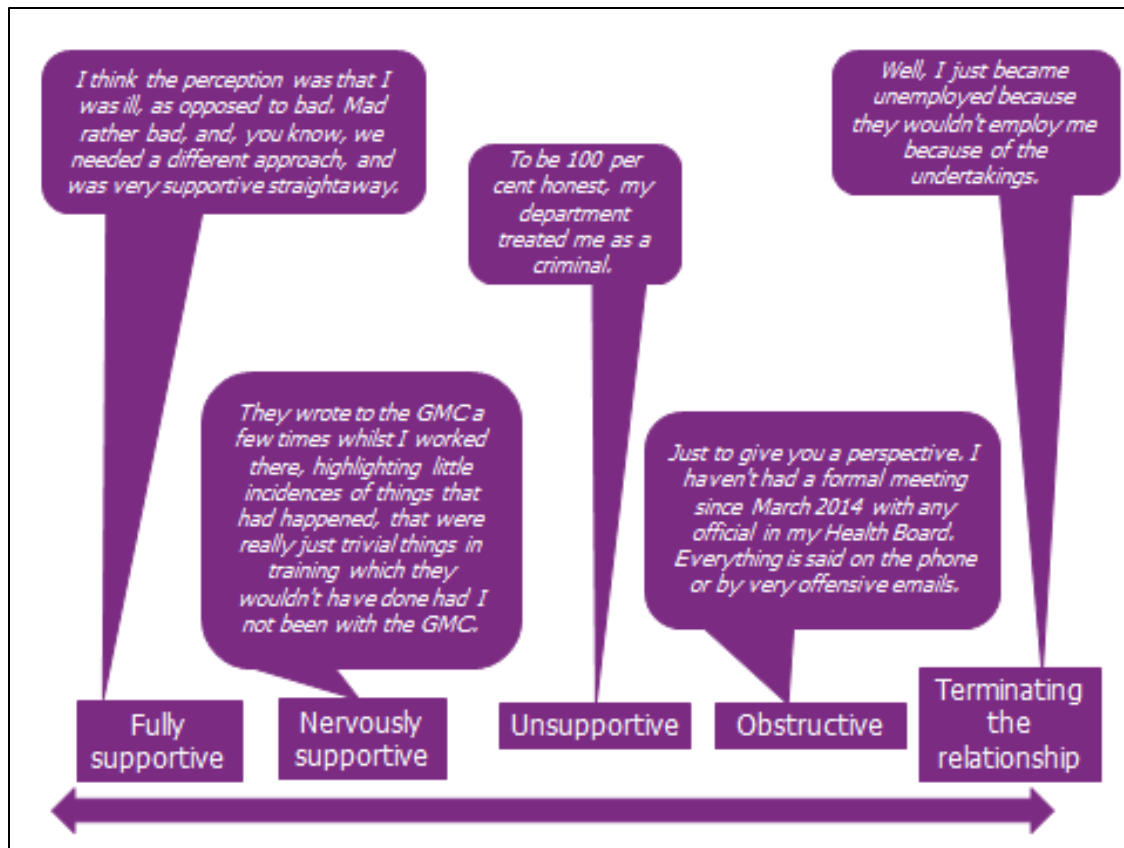 I think the perception was that I
was ill, as opposed to bad. Mad
rather bad, and, you know, we
needed a different approach, and
was very supportive straightaway.
To be 100 per
cent honest, my
department
treated me as a
criminal.
Well, I just became
unemployed because
they wouldn't employ me
because of the
undertakings.
They wrote to the GMC a
few times whilst I worked
there, highlighting little
incidences of things that
had happened, that were
really just trivial things in
training which they
wouldn't have done had I
not been with the GMC.
Just to give you a perspective. I
haven't had a formal meeting
since March 2014 with any
official in my Health Board.
Everything is said on the phone
or by very offensive emails.
Fully
supportive
Nervously
supportive
Unsupportive
Obstructive
Terminating
the
relationship